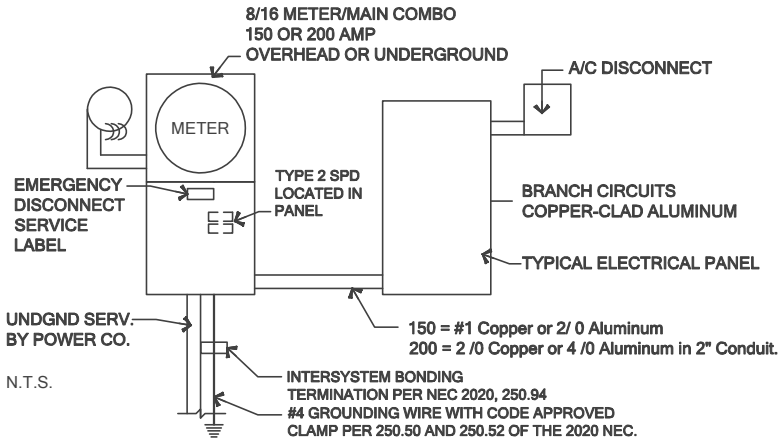 8/16 METER/MAIN COMBO
150 OR 200 AMP
OVERHEAD OR UNDERGROUND
A/C DISCONNECT
METER
EMERGENCY
DISCONNECT
SERVICE
LABEL
TYPE 2 SPD
LOCATED IN
PANEL
BRANCH CIRCUITS
COPPER-CLAD ALUMINUM
TYPICAL ELECTRICAL PANEL
UNDGND SERV.
BY POWER CO.
150 = #1 Copper or 2/ 0 Aluminum
200 = 2 /0 Copper or 4 /0 Aluminum in 2" Conduit.
N.T.S.
INTERSYSTEM BONDING
TERMINATION PER NEC 2020, 250.94
#4 GROUNDING WIRE WITH CODE APPROVED
CLAMP PER 250.50 AND 250.52 OF THE 2020 NEC.